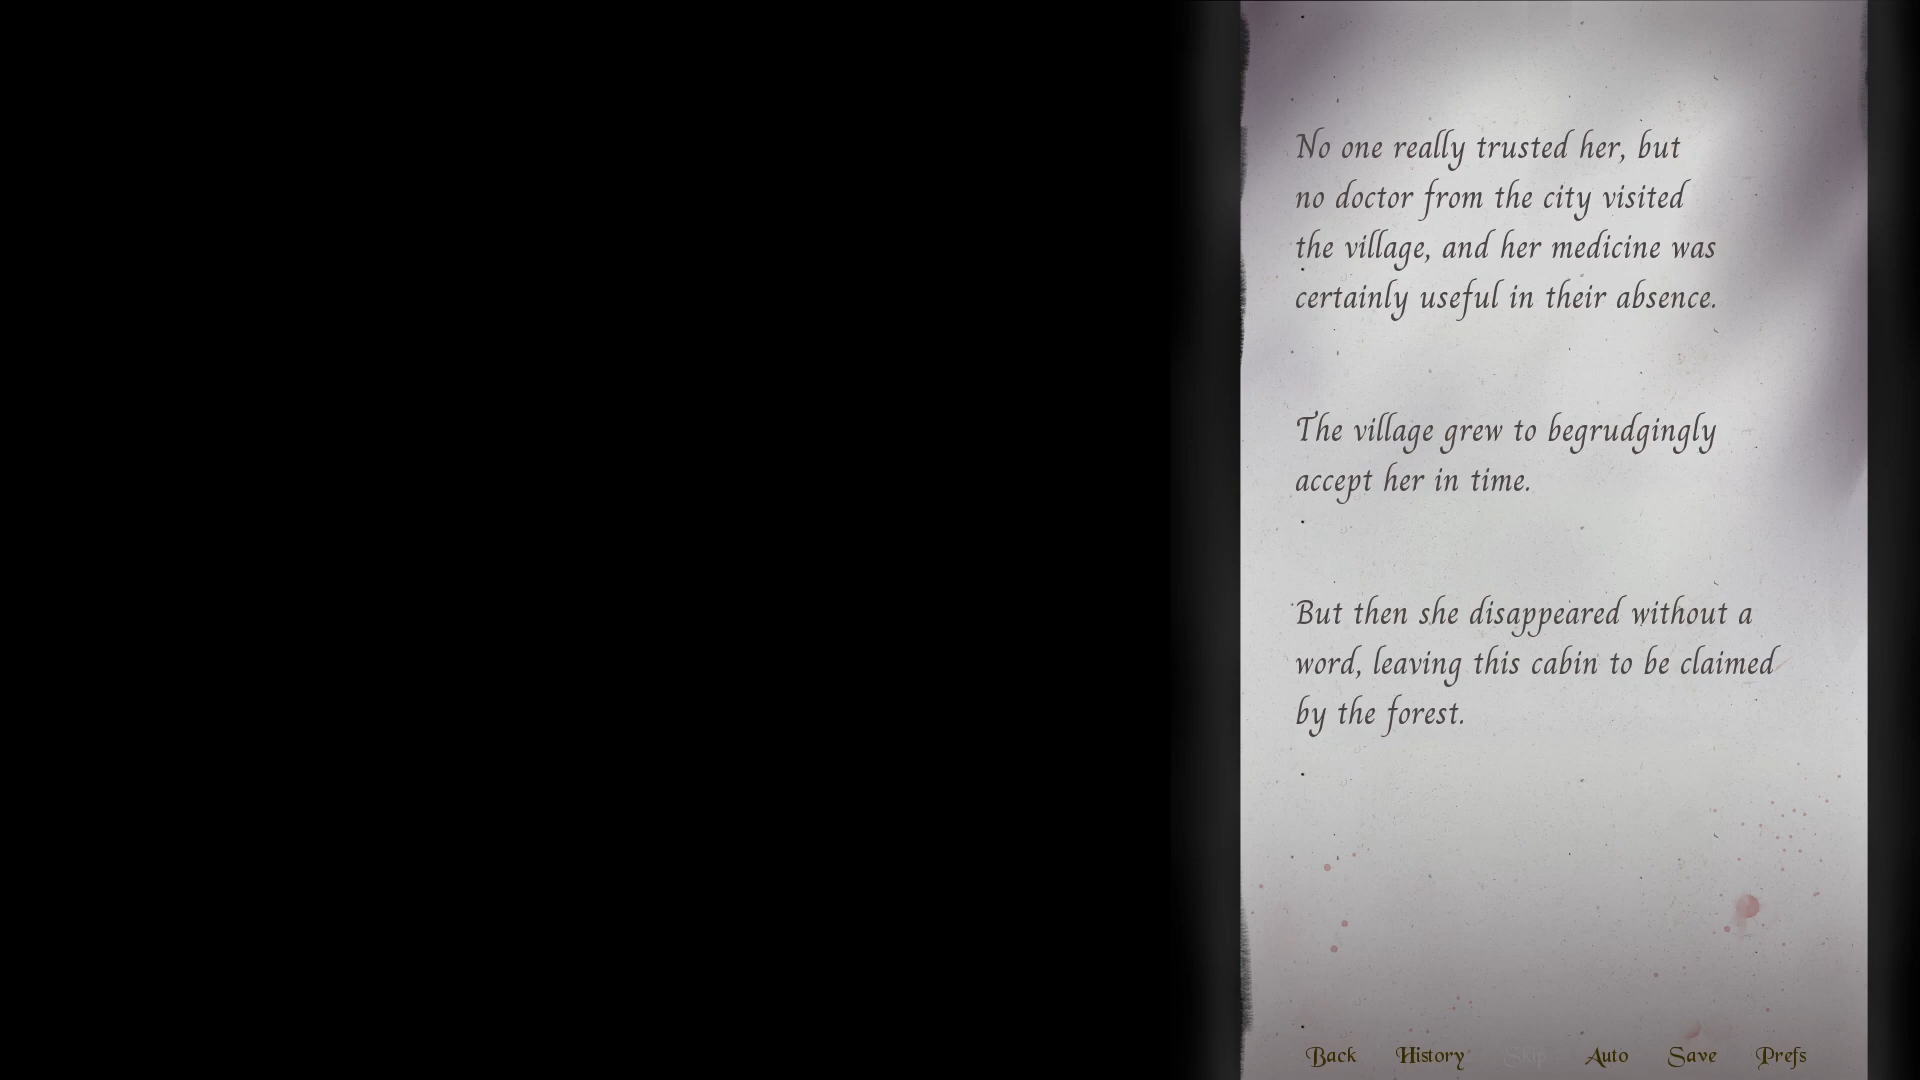 No one really trusted her, but
no doctor from the city visited
the village, and her medicine was
certainly useful in their absence.
The village grew to begrudgingly
accept her in time.
But then she disappeared without a
word, leaving this cabin to be claimed
by the forest.
Back History Skip Auto Save Prefs